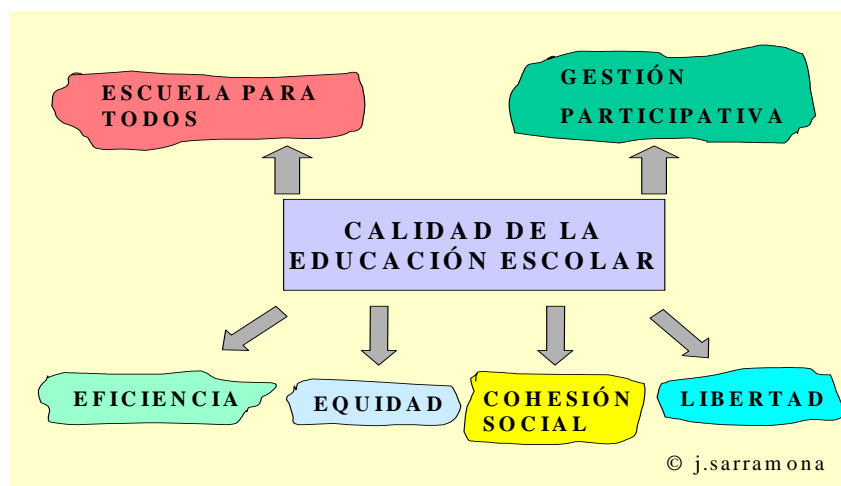 ESCUELA PARA
TODOS
GESTIÓN
PARTICIPATIVA
CALIDAD DE LA
EDUCACIÓN ESCOLAR
EFICIENCIA
EQUIDAD
COHESIÓN
SOCIAL
LIBERTAD
© j.sarramona